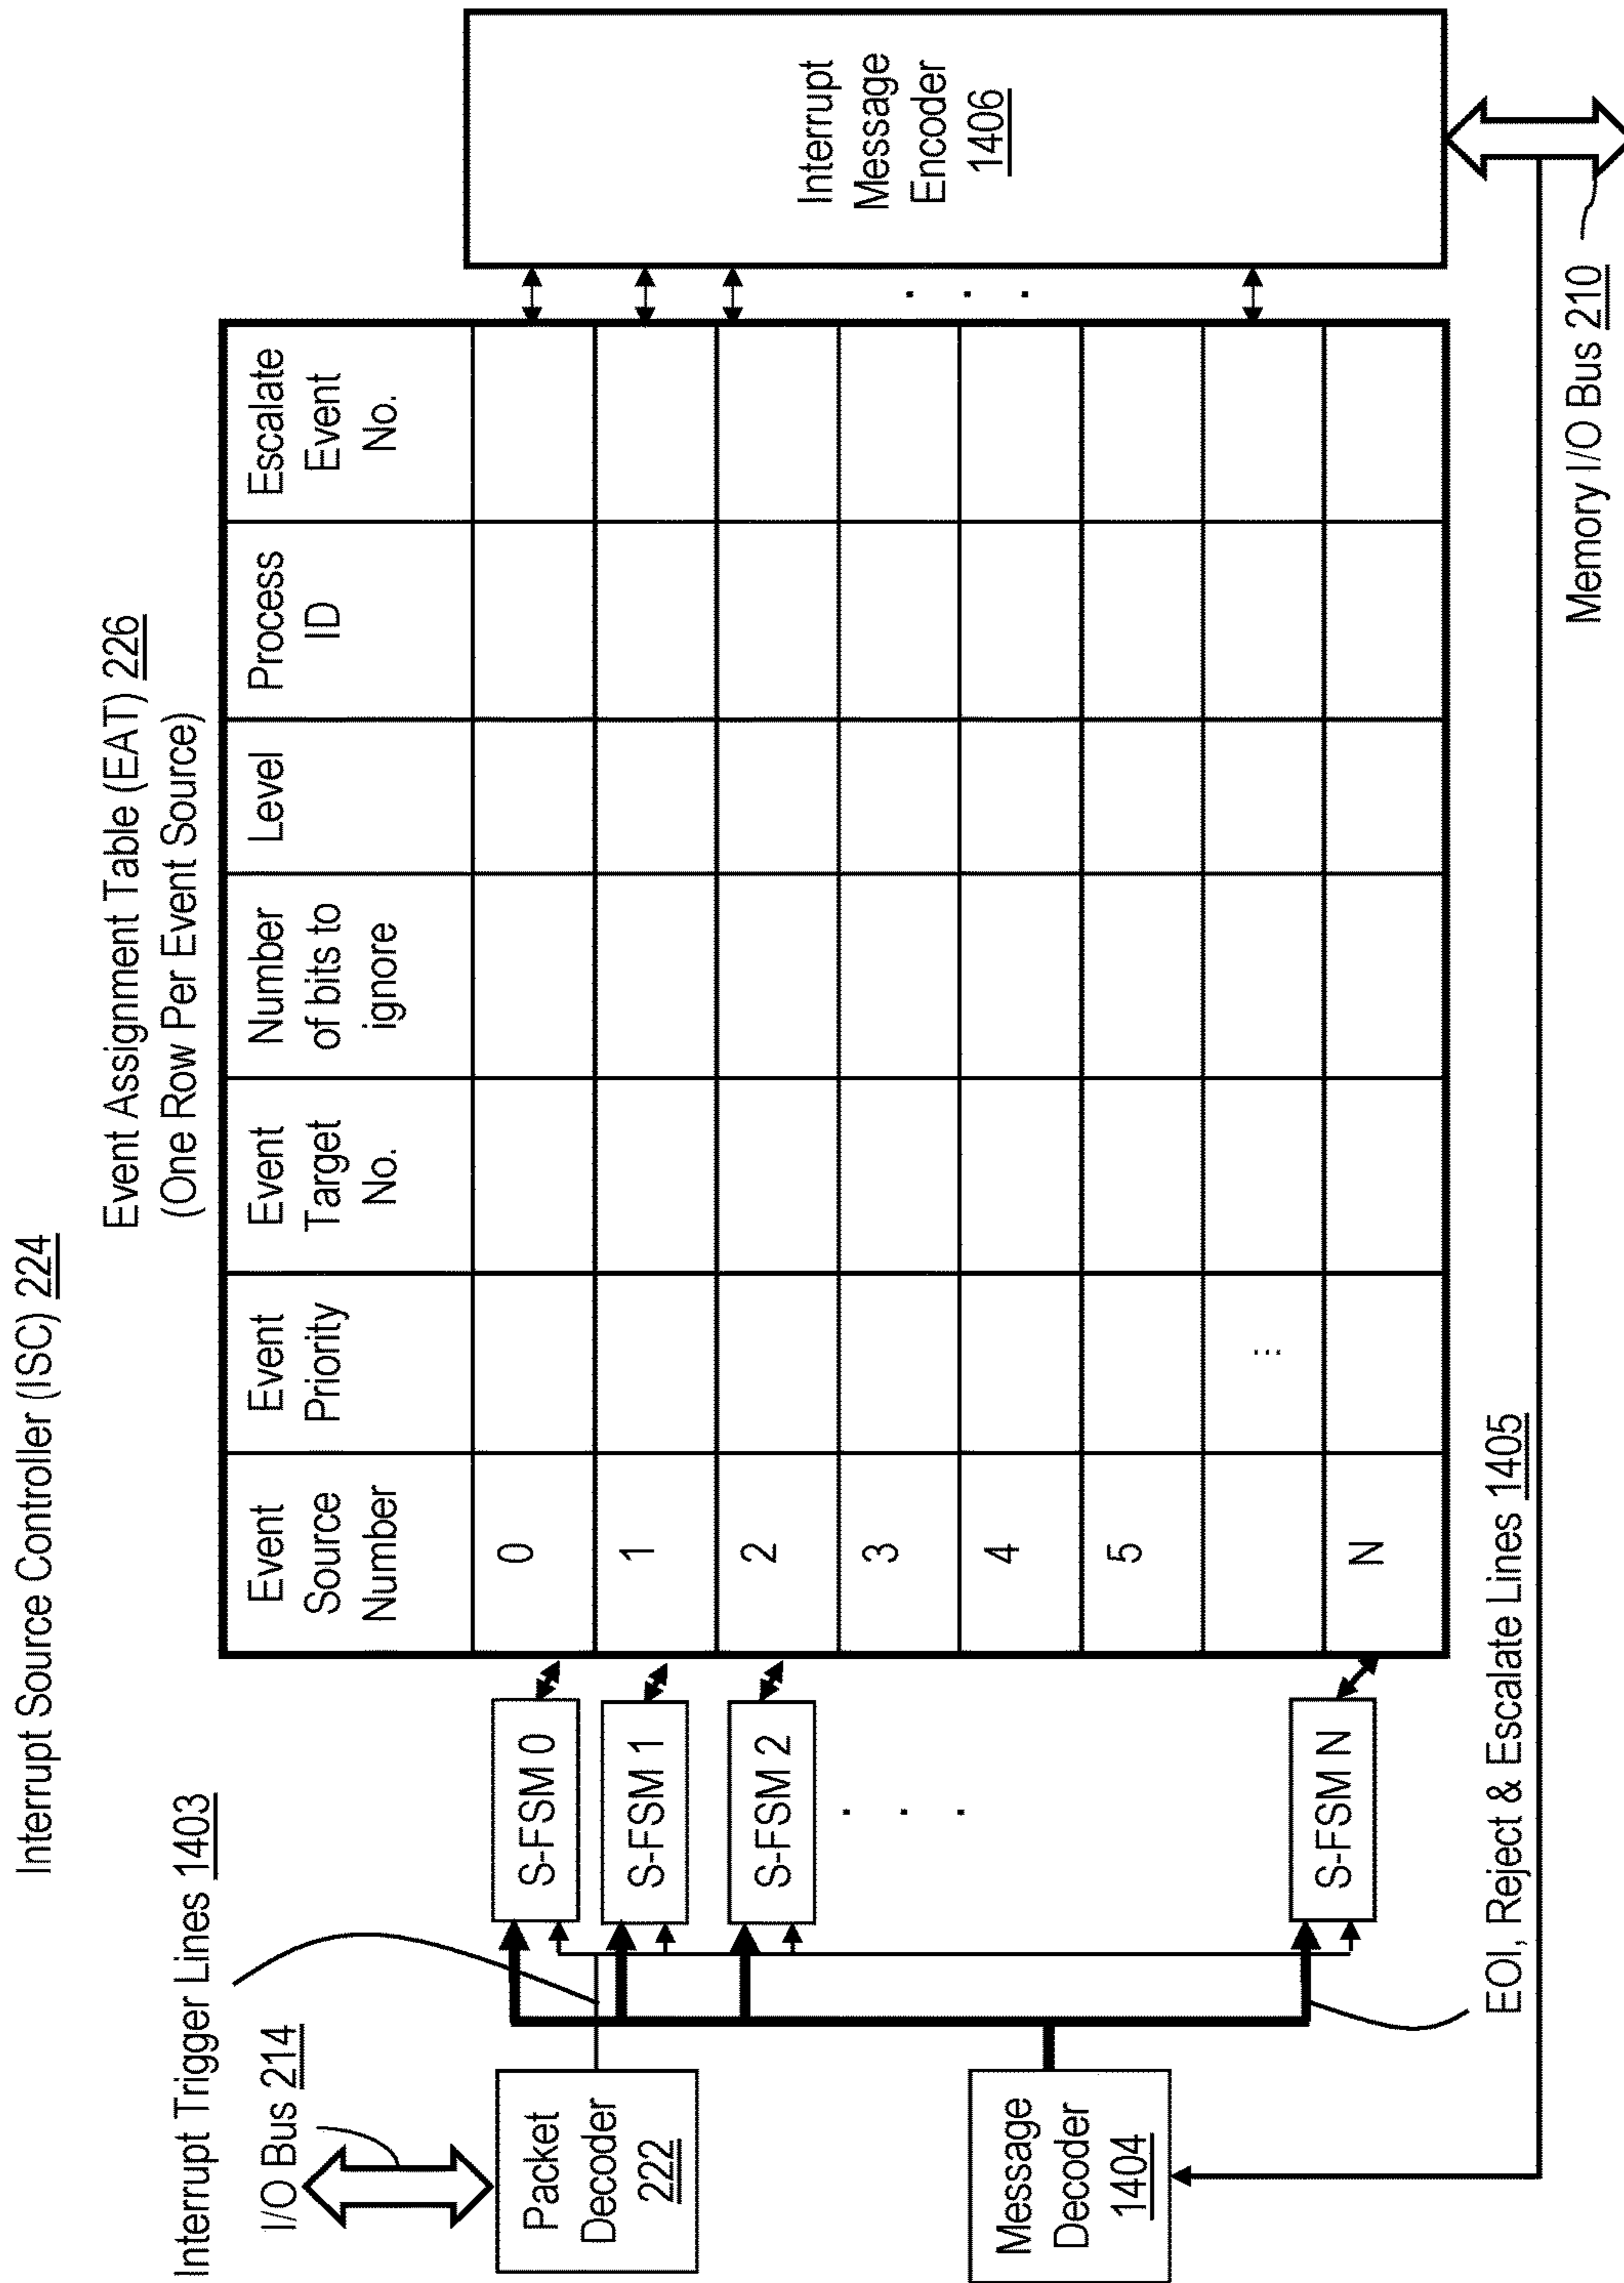 Interrupt Source Controller (ISC) 224
Interrupt Trigger Lines 1403
I/O Bus 214
Event Assignment Table (EAT) 226
(One Row Per Event Source)
Packet
Decoder
222
Message
Decoder
1404
S-FSM 0
S-FSM 1
S-FSM 2
. . .
S-FSM N
Event
Source
Number
Event
Priority
Event
Target
No.
Number
of bits to
ignore
Level
Process
ID
Escalate
Event
No.
0
1
2
3
4
5
...
N
. . .
Interrupt
Message
Encoder
1406
EOI, Reject & Escalate Lines 1405
Memory I/O Bus 210